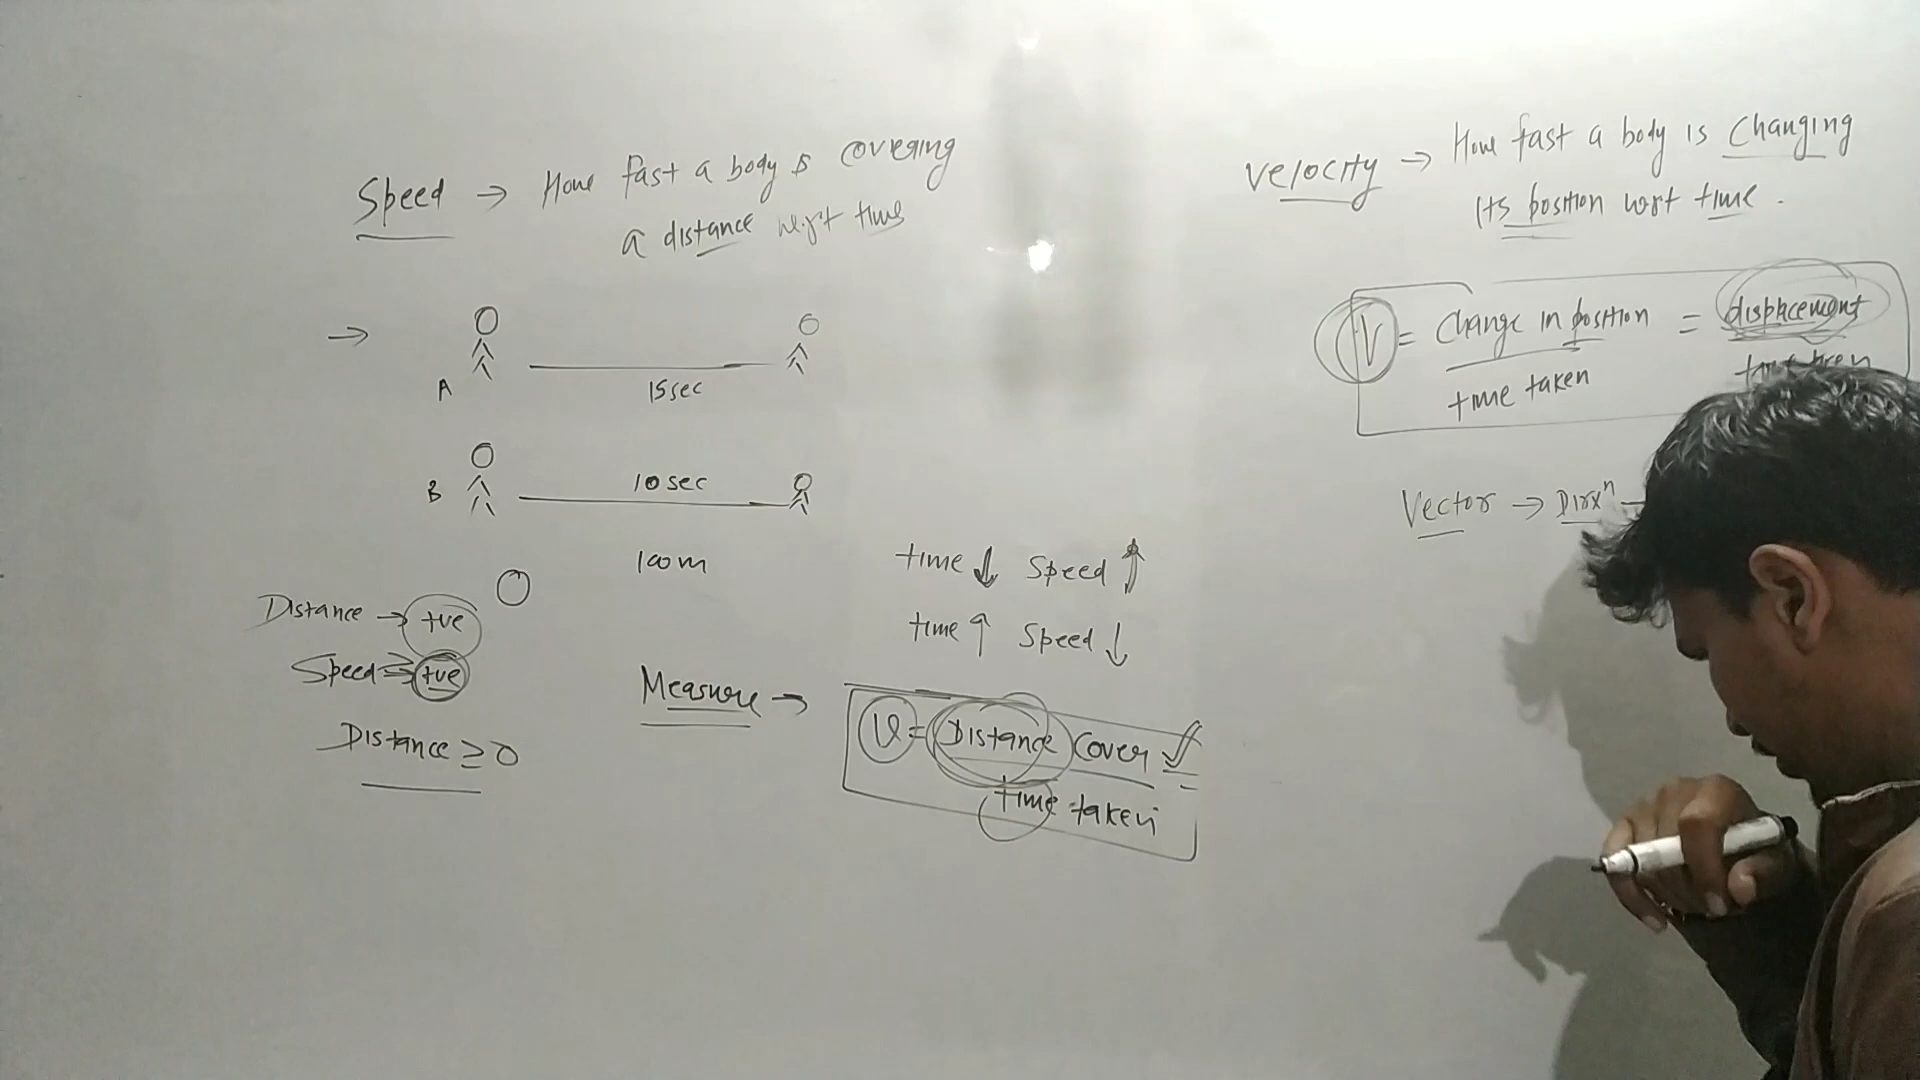 Speed → How fast a body is covering
a distance w.r.t time
→
A
15sec
B
10 sec
100m
Distance → +ve
Speed ⇒ +ve
Distance ≥ 0
time ↓ Speed ↑
time ↑ Speed ↓
Measure →
V = Distance Cover
time taken
Velocity → How fast a body is Changing
Its position wrt time.
V = Change in position = displacement
time taken
Vector → Dirxⁿ